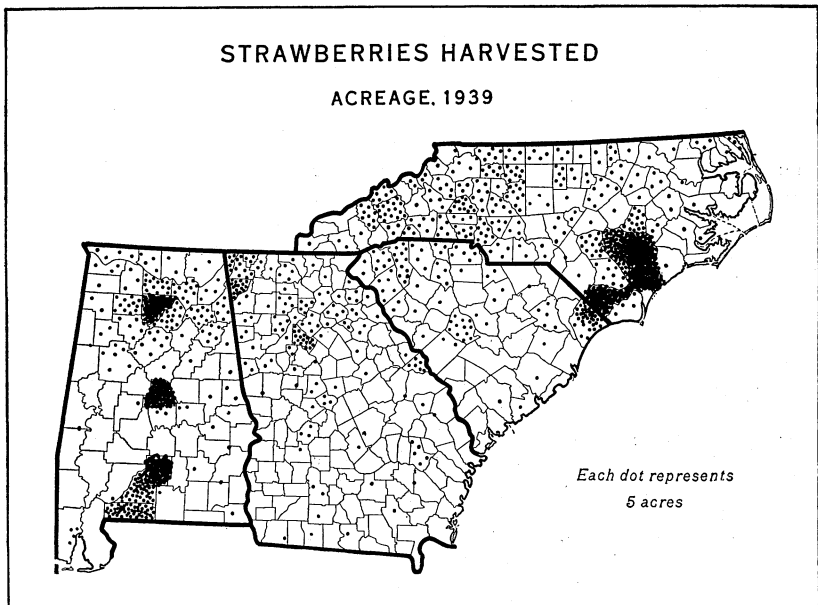 STRAWBERRIES HARVESTED
ACREAGE, 1939
Each dot represents
5 acres